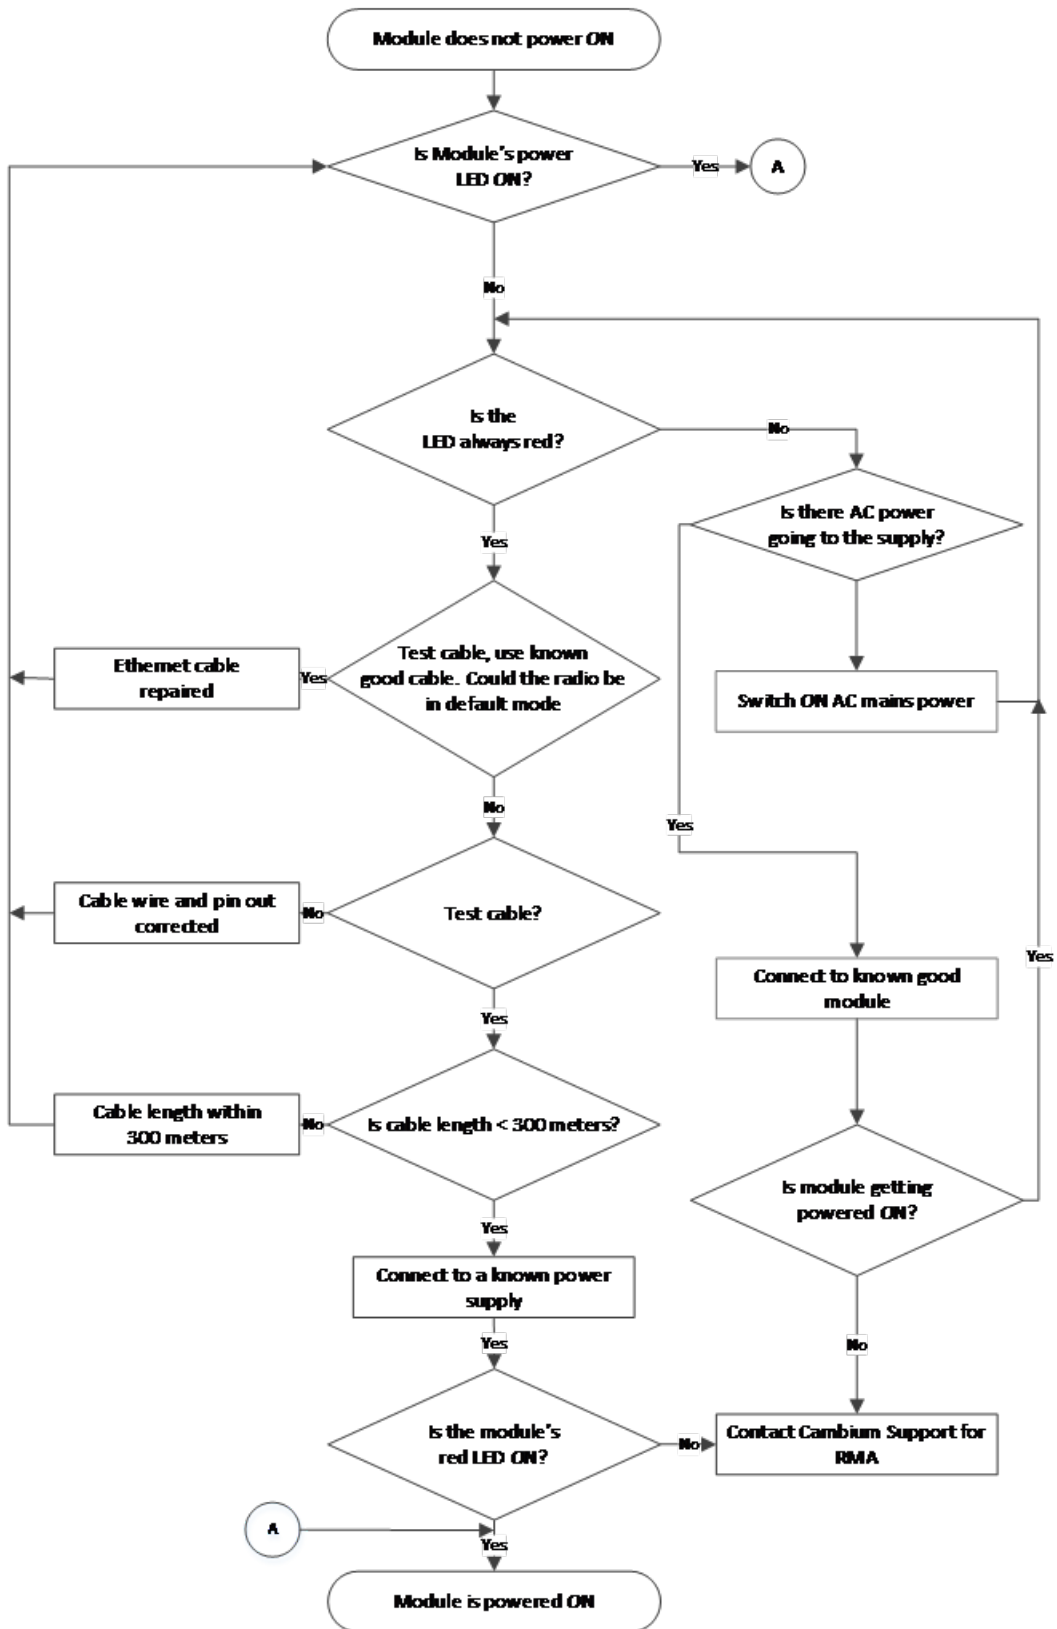 Module does not power ON
Is Module's power
LED ON?
Yes
A
No
Is the
LED always red?
No
Is there AC power
going to the supply?
Yes
Test cable, use known
good cable. Could the radio be
in default mode
Yes
Ethernet cable
repaired
Switch ON AC mains power
No
Yes
Test cable?
No
Cable wire and pin out
corrected
Yes
Connect to known good
module
Yes
Is cable length < 300 meters?
No
Cable length within
300 meters
Is module getting
powered ON?
Yes
Connect to a known power
supply
Yes
No
Is the module's
red LED ON?
No
Contact Cambium Support for
RMA
A
Yes
Module is powered ON